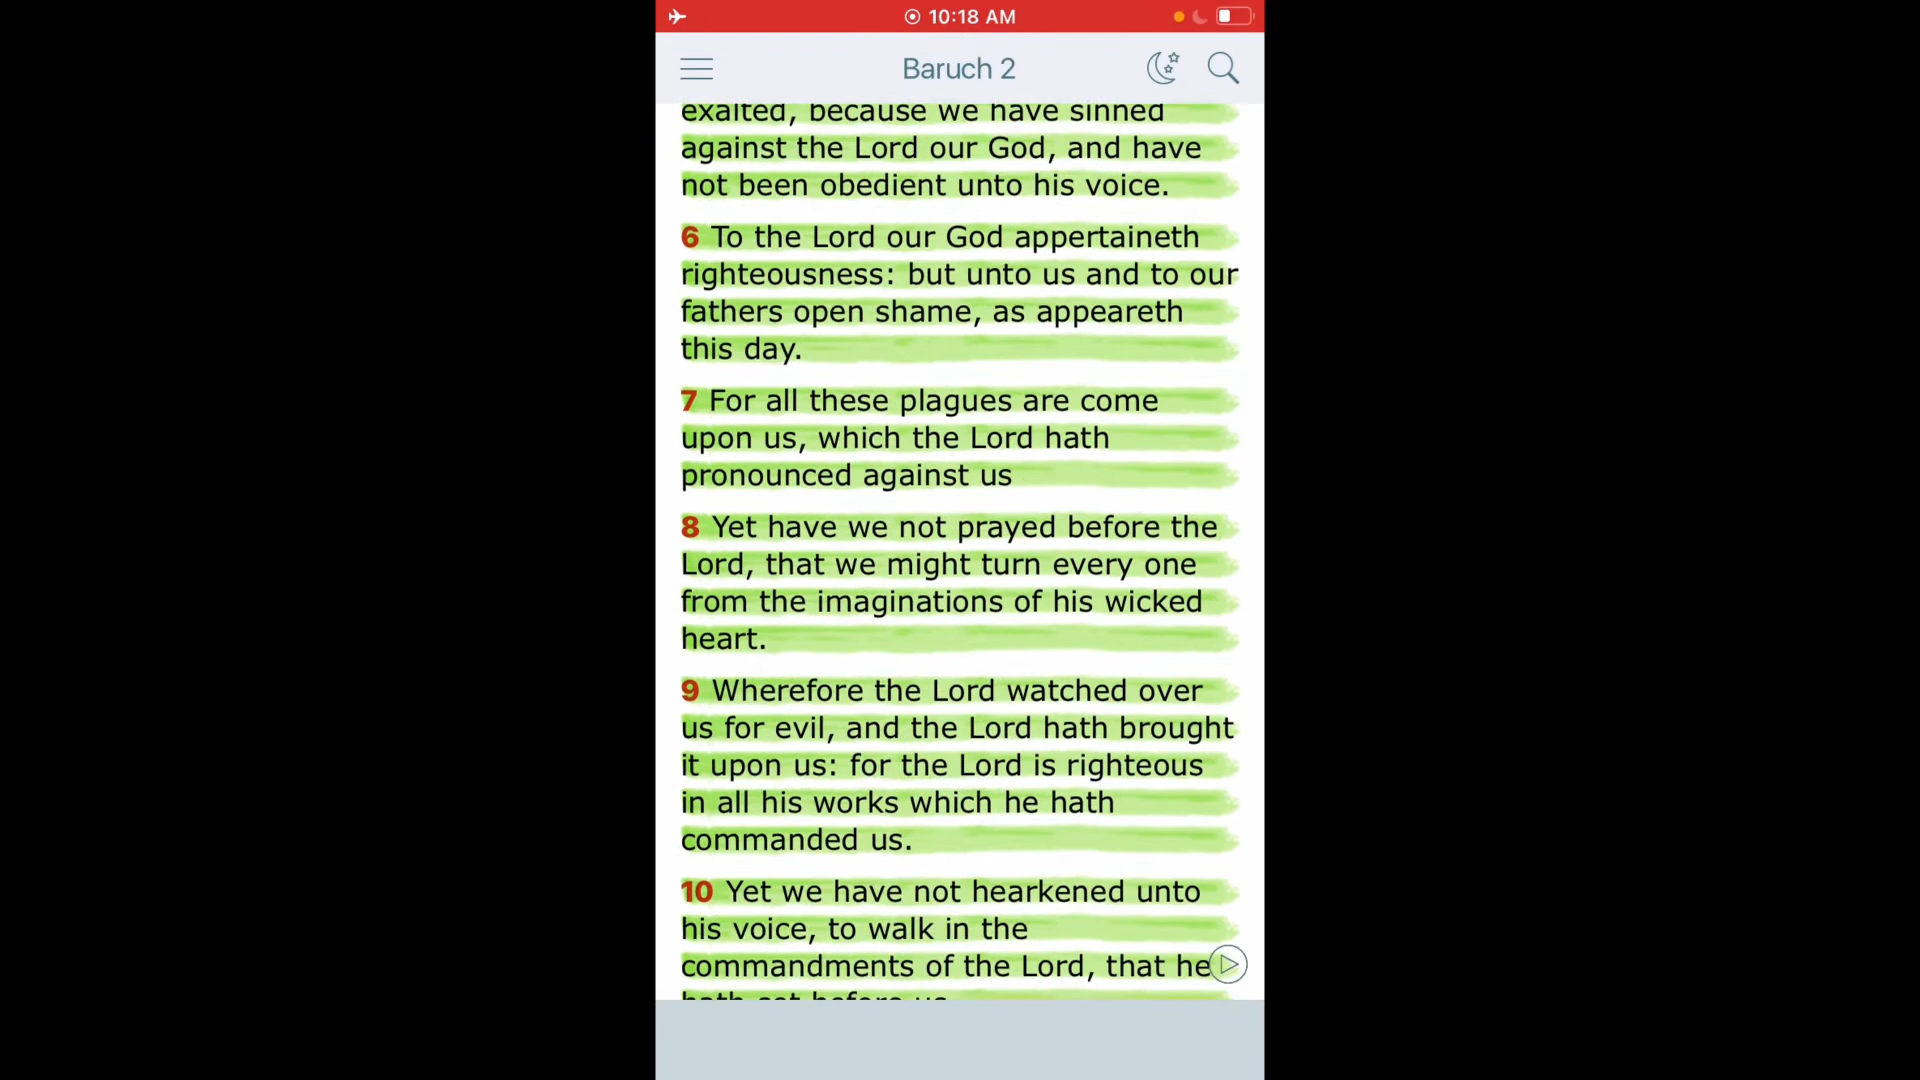 10:18 AM
Baruch 2
exalted, because we have sinned
against the Lord our God, and have
not been obedient unto his voice.
6 To the Lord our God appertaineth
righteousness: but unto us and to our
fathers open shame, as appeareth
this day.
7 For all these plagues are come
upon us, which the Lord hath
pronounced against us
8 Yet have we not prayed before the
Lord, that we might turn every one
from the imaginations of his wicked
heart.
9 Wherefore the Lord watched over
us for evil, and the Lord hath brought
it upon us: for the Lord is righteous
in all his works which he hath
commanded us.
10 Yet we have not hearkened unto
his voice, to walk in the
commandments of the Lord, that he
hath set before us